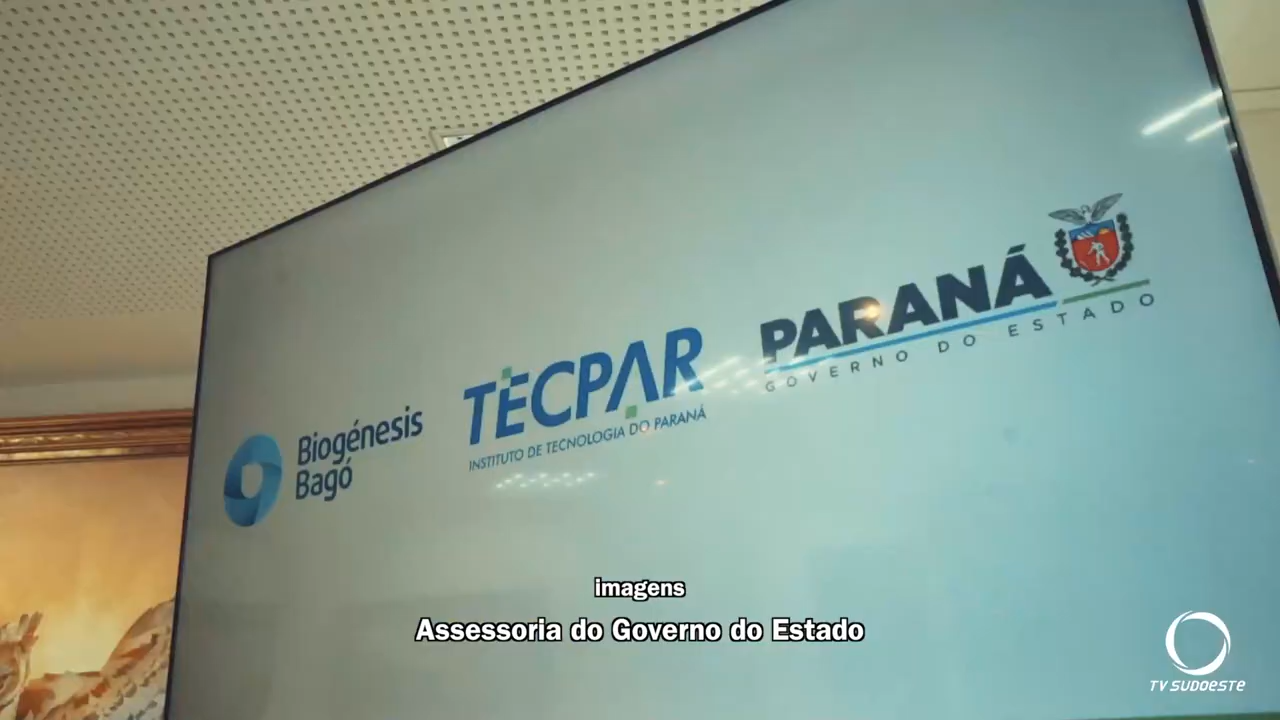 Biogénesis
Bagó
TECPAR
INSTITUTO DE TECNOLOGIA DO PARANÁ
PARANÁ
GOVERNO DO ESTADO
imagens
Assessoria do Governo do Estado
TV SUDOESTE